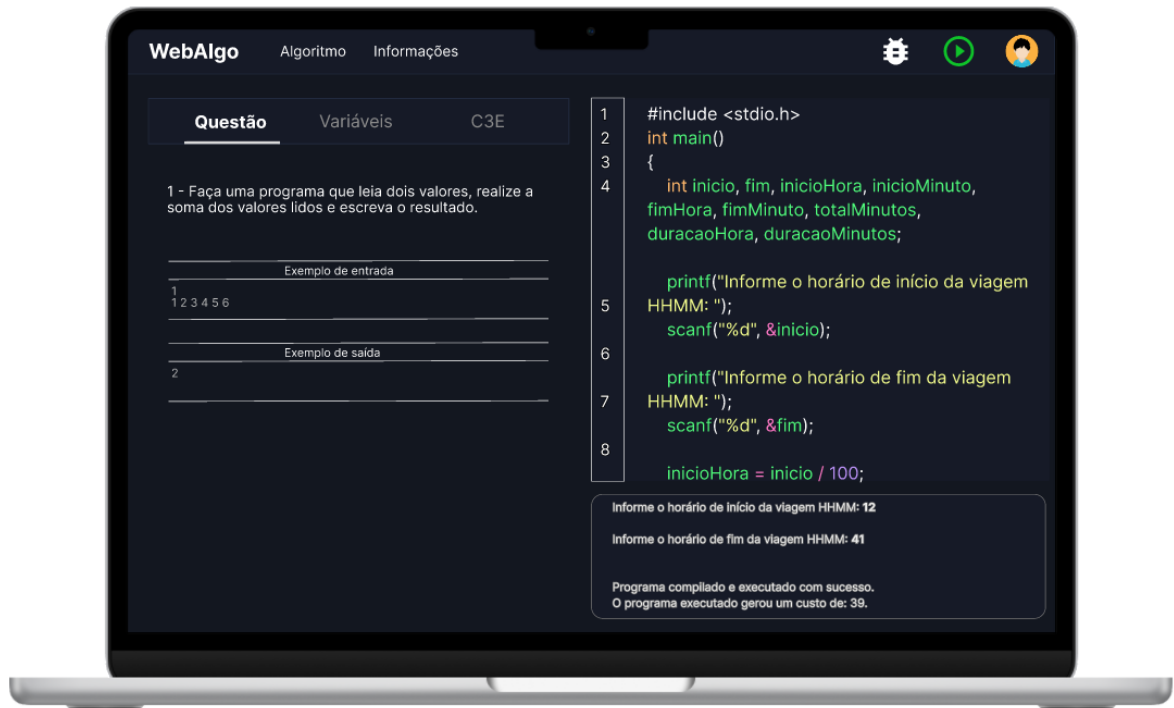 WebAlgo Algoritmo Informações
Questão Variáveis C3E
1 - Faça uma programa que leia dois valores, realize a
soma dos valores lidos e escreva o resultado.
Exemplo de entrada
1
1 2 3 4 5 6
Exemplo de saída
2
1 #include <stdio.h>
2 int main()
3 {
4 int inicio, fim, inicioHora, inicioMinuto,
fimHora, fimMinuto, totalMinutos,
duracaoHora, duracaoMinutos;
printf("Informe o horário de início da viagem
5 HHMM: ");
scanf("%d", &inicio);
6
printf("Informe o horário de fim da viagem
7 HHMM: ");
scanf("%d", &fim);
8
inicioHora = inicio / 100;
Informe o horário de início da viagem HHMM: 12
Informe o horário de fim da viagem HHMM: 41
Programa compilado e executado com sucesso.
O programa executado gerou um custo de: 39.